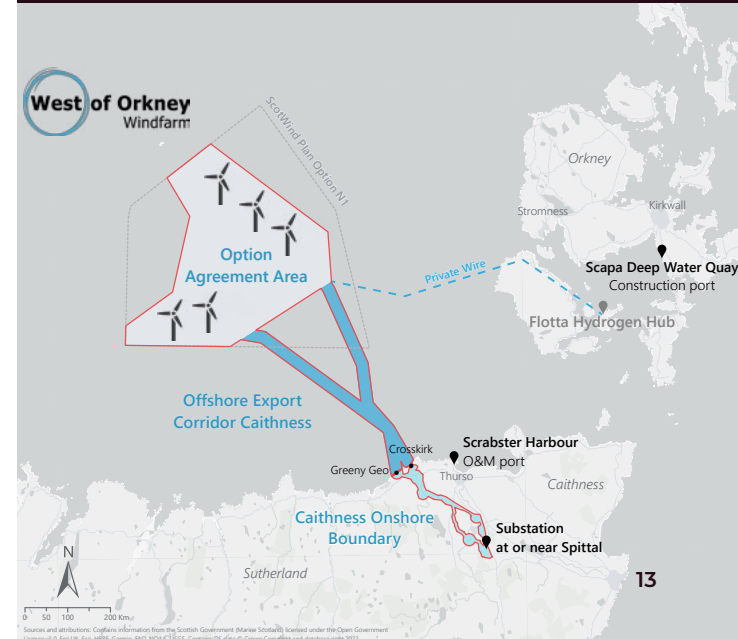 West of Orkney
Windfarm
ScotWind Plan Option N1
Orkney
Stromness
Kirkwall
Option
Agreement Area
Private Wire
Scapa Deep Water Quay
Construction port
Flotta Hydrogen Hub
Offshore Export
Corridor Caithness
Crosskirk
Greeny Geo
Scrabster Harbour
O&M port
Thurso
Caithness
Caithness Onshore
Boundary
Substation
at or near Spittal
N
Sutherland
13
0 50 100 200 Km
Sources and attributions: Contains information from the Scottish Government (Marine Scotland) licensed under the Open Government